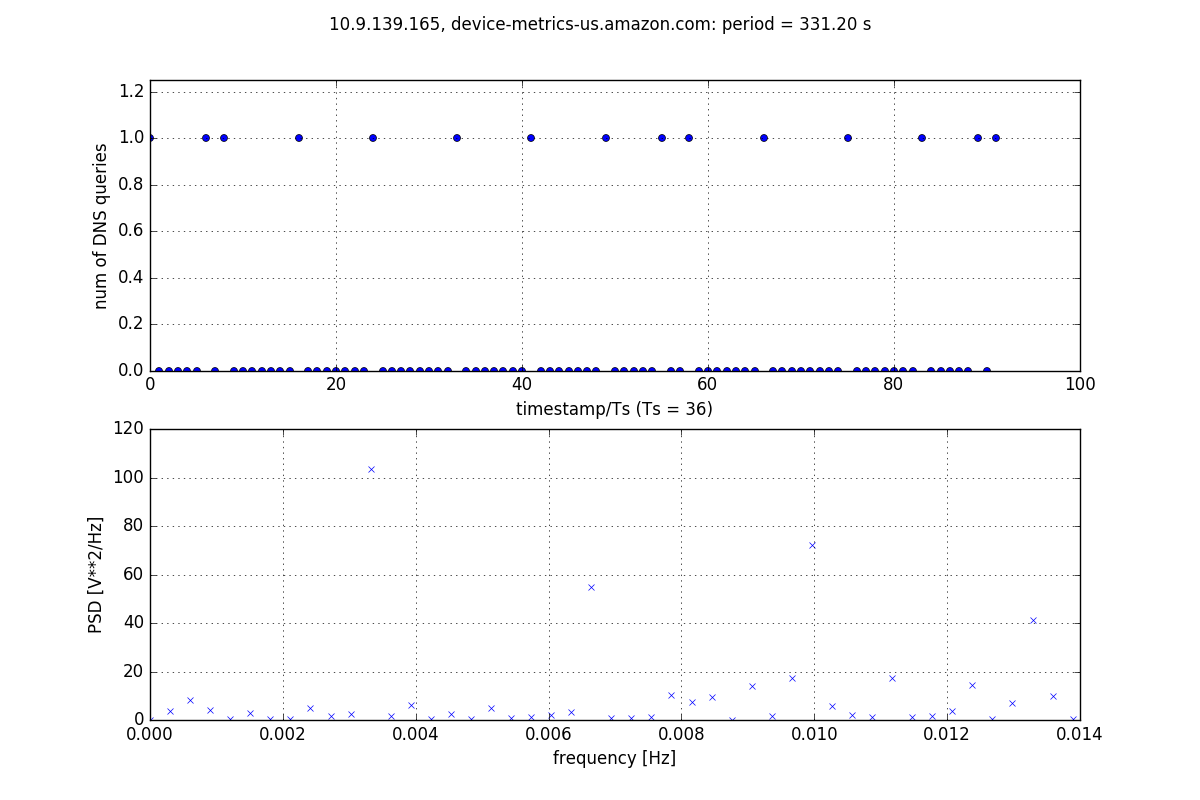 10.9.139.165, device-metrics-us.amazon.com: period = 331.20 s
1.2
1.0
0.8
0.6
0.4
0.2
0.0
num of DNS queries
0 20 40 60 80 100
timestamp/Ts (Ts = 36)
120
100
80
60
40
20
0
PSD [V**2/Hz]
0.000 0.002 0.004 0.006 0.008 0.010 0.012 0.014
frequency [Hz]